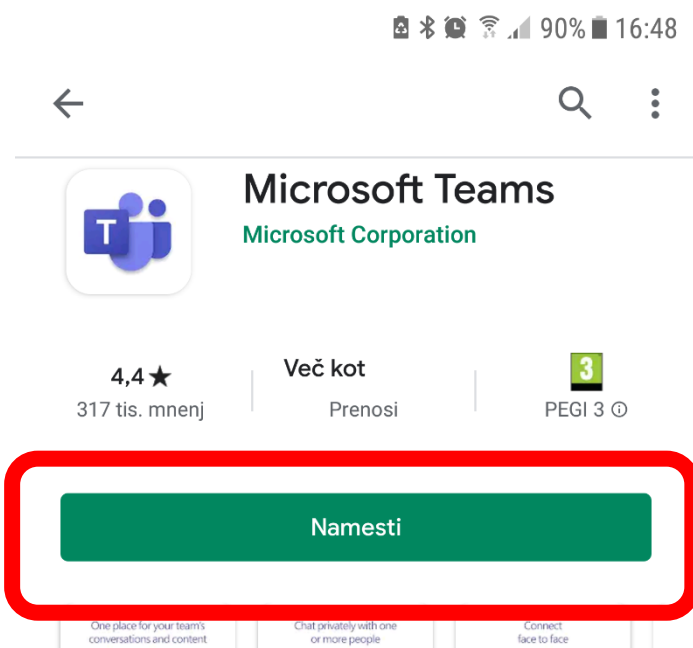 90% 16:48
Microsoft Teams
T
Microsoft Corporation
4,4★
317 tis. mnenj
Več kot
Prenosi
3
PEGI 3
Namesti
One place for your team's
conversations and content
Chat privately with one
or more people
Connect
face to face